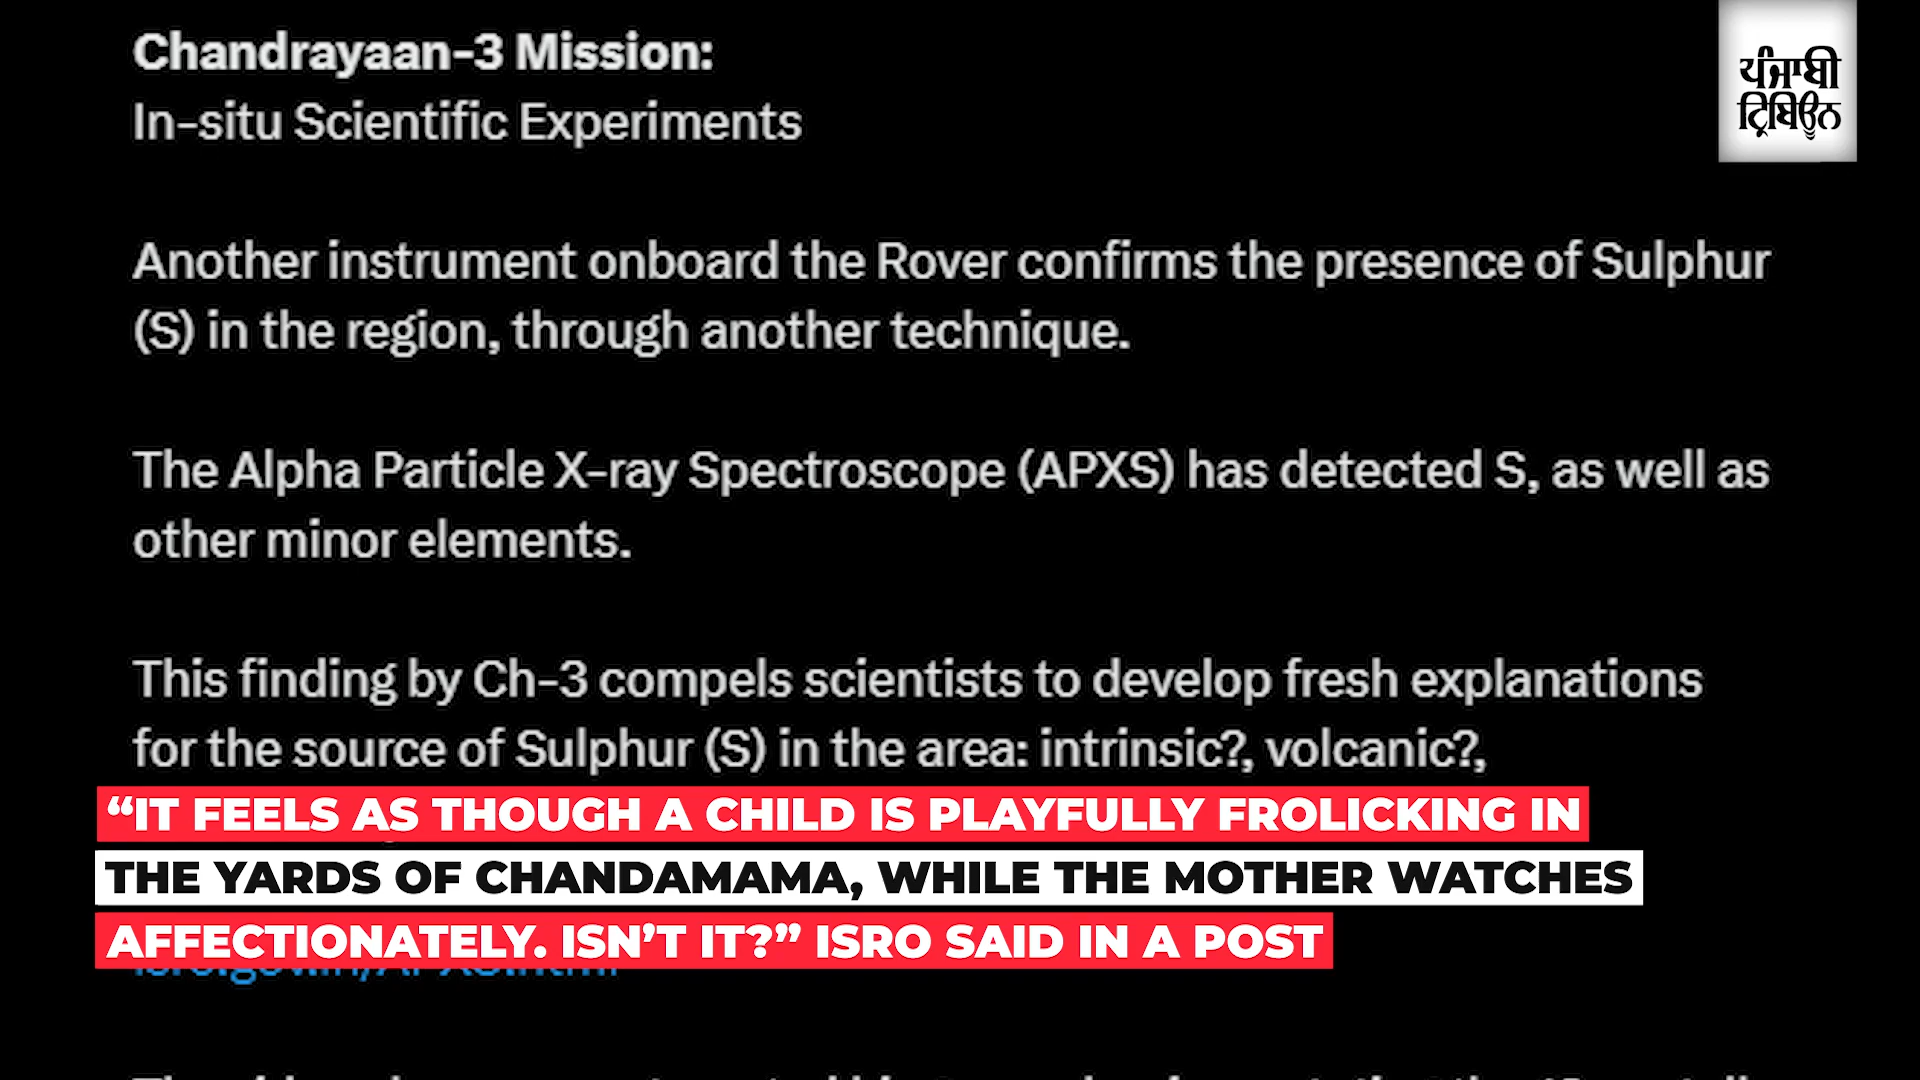 Chandrayaan-3 Mission:
In-situ Scientific Experiments
ਪੰਜਾਬੀ
ਟ੍ਰਿਬਿਊਨ
Another instrument onboard the Rover confirms the presence of Sulphur
(S) in the region, through another technique.
The Alpha Particle X-ray Spectroscope (APXS) has detected S, as well as
other minor elements.
This finding by Ch-3 compels scientists to develop fresh explanations
for the source of Sulphur (S) in the area: intrinsic?, volcanic?,
“IT FEELS AS THOUGH A CHILD IS PLAYFULLY FROLICKING IN
THE YARDS OF CHANDAMAMA, WHILE THE MOTHER WATCHES
AFFECTIONATELY. ISN’T IT?” ISRO SAID IN A POST